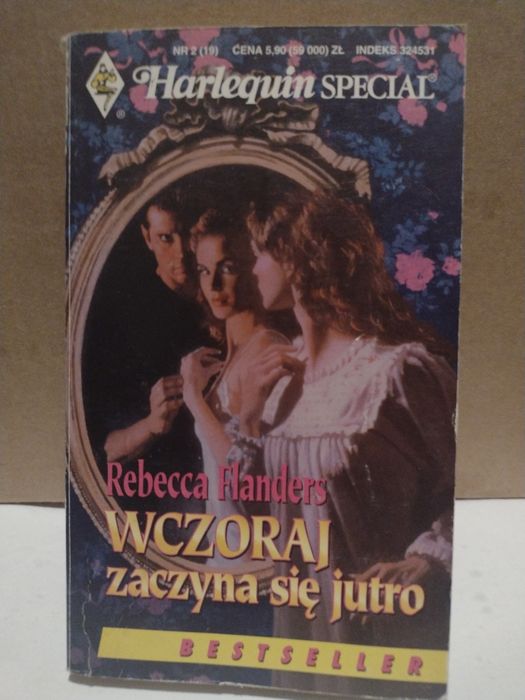 NR 2 (19) CENA 5,90 (59 000) ZŁ INDEKS 324531
Harlequin SPECIAL®
®
Rebecca Flanders
WCZORAJ
zaczyna się jutro
BESTSELLER